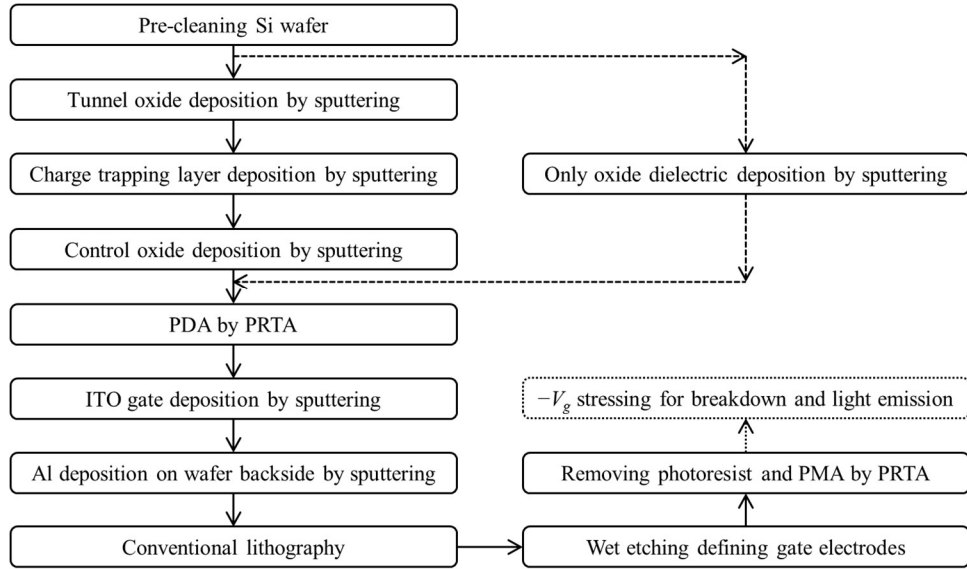 Pre-cleaning Si wafer
Tunnel oxide deposition by sputtering
Charge trapping layer deposition by sputtering
Only oxide dielectric deposition by sputtering
Control oxide deposition by sputtering
PDA by PRTA
ITO gate deposition by sputtering
−Vg stressing for breakdown and light emission
Al deposition on wafer backside by sputtering
Removing photoresist and PMA by PRTA
Conventional lithography
Wet etching defining gate electrodes